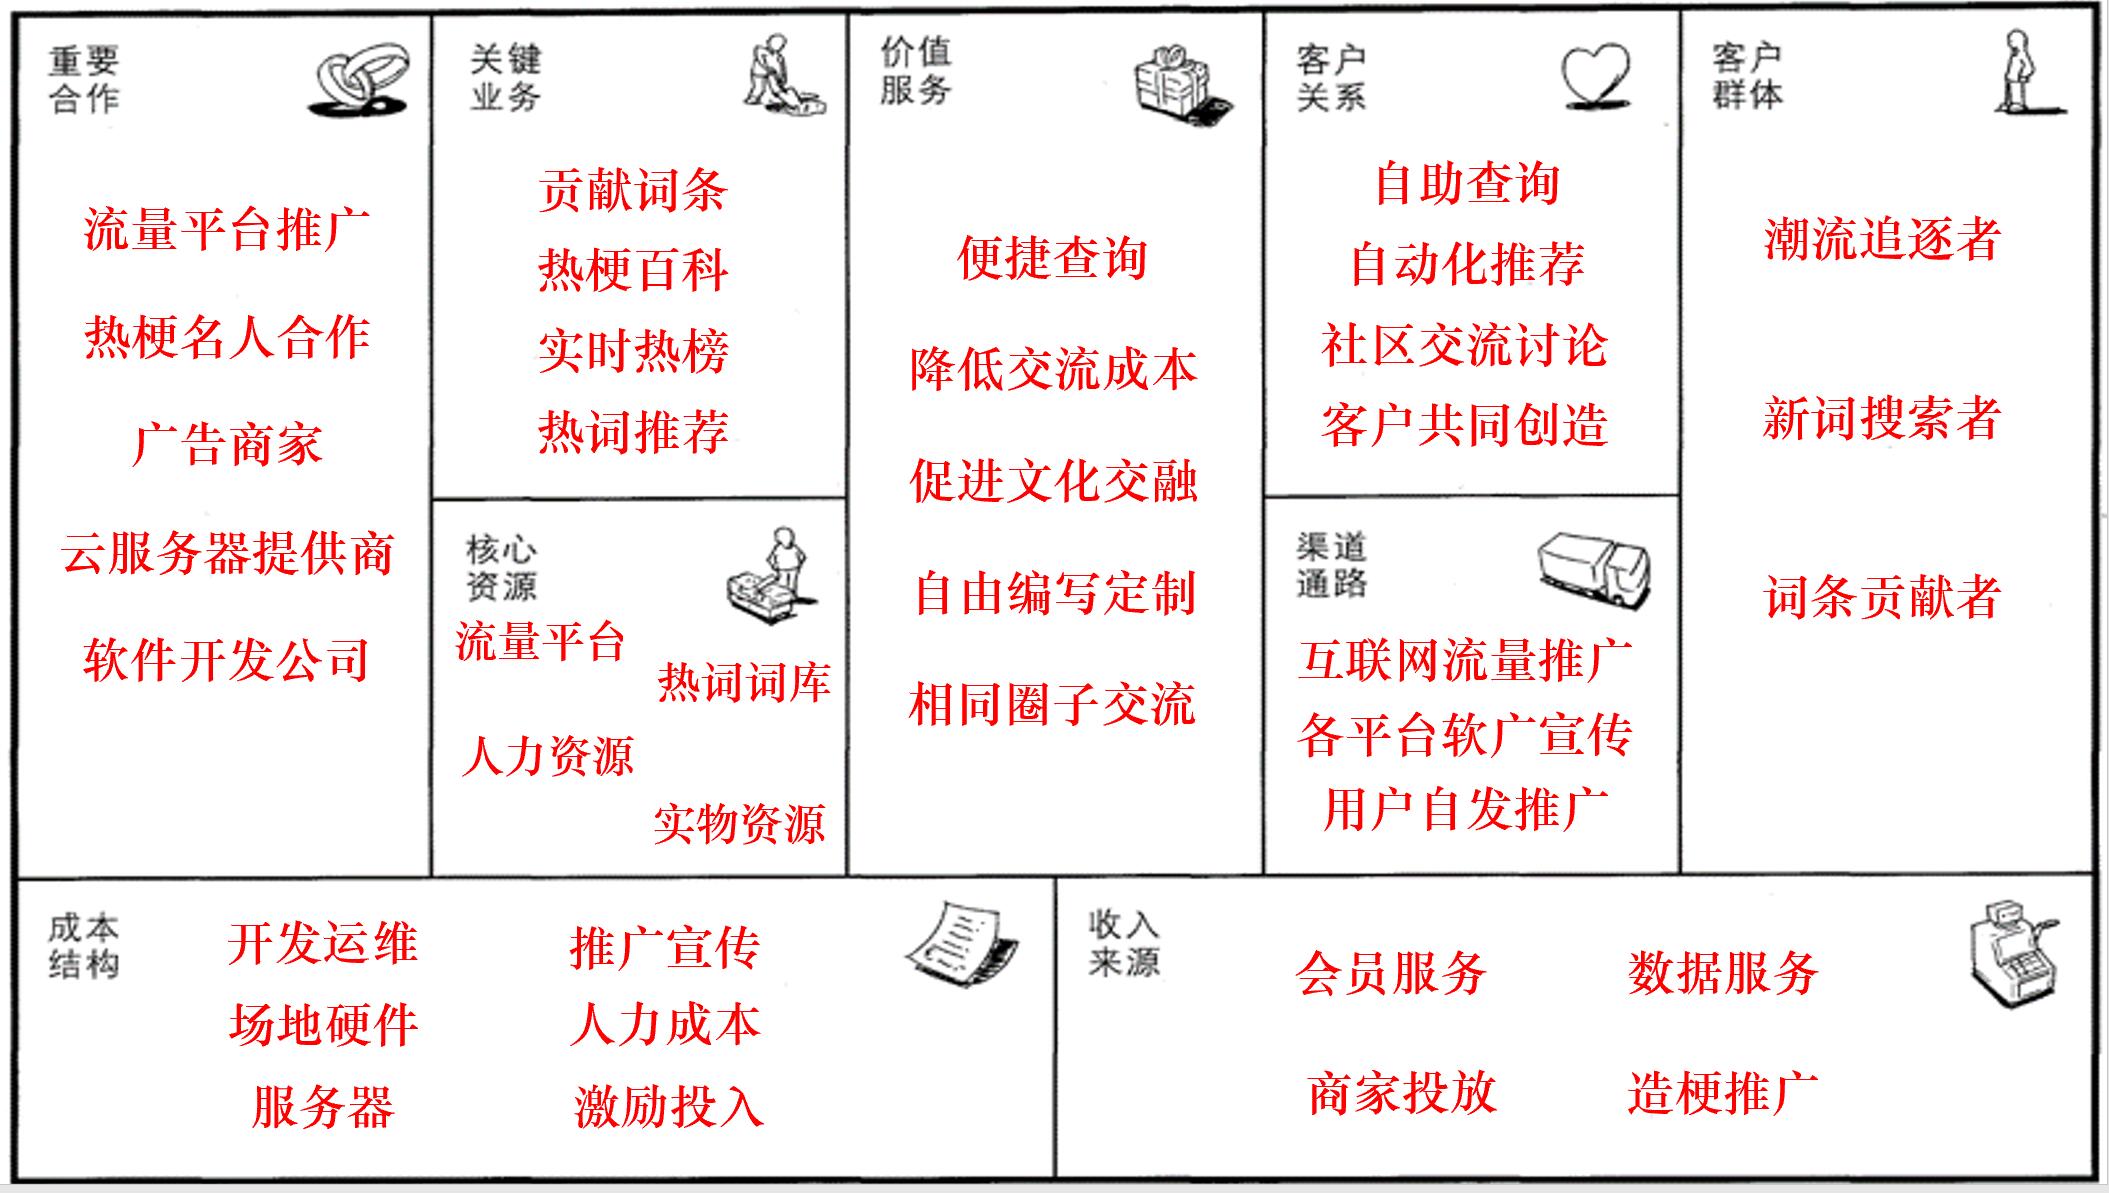 重要
合作
流量平台推广
热梗名人合作
广告商家
云服务器提供商
软件开发公司
关键
业务
贡献词条
热梗百科
实时热榜
热词推荐
核心
资源
流量平台
热词词库
人力资源
实物资源
价值
服务
便捷查询
降低交流成本
促进文化交融
自由编写定制
相同圈子交流
客户
关系
自助查询
自动化推荐
社区交流讨论
客户共同创造
渠道
通路
互联网流量推广
各平台软广宣传
用户自发推广
客户
群体
潮流追逐者
新词搜索者
词条贡献者
成本
结构
开发运维
推广宣传
场地硬件
人力成本
服务器
激励投入
收入
来源
会员服务
数据服务
商家投放
造梗推广